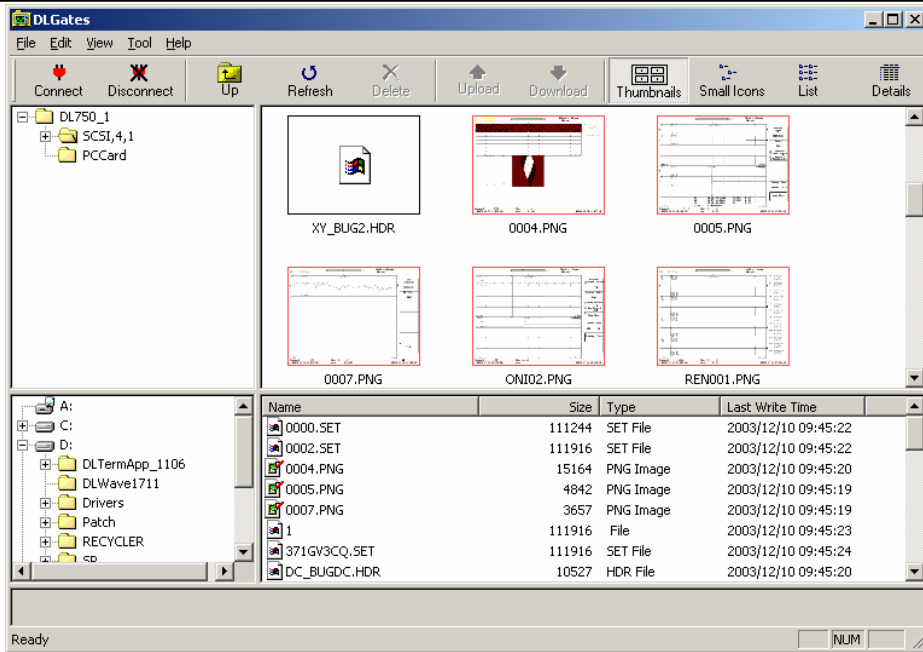 DLGates
File Edit View Tool Help
Connect Disconnect Up Refresh Delete Upload Download Thumbnails Small Icons List Details
DL750_1
SCSI,4,1
PCCard
XY_BUG2.HDR 0004.PNG 0005.PNG
0007.PNG ONI02.PNG REN001.PNG
A:
C:
D:
DLTermApp_1106
DLWave1711
Drivers
Patch
RECYCLER
SP
Name Size Type Last Write Time
0000.SET 111244 SET File 2003/12/10 09:45:22
0002.SET 111916 SET File 2003/12/10 09:45:22
0004.PNG 15164 PNG Image 2003/12/10 09:45:20
0005.PNG 4842 PNG Image 2003/12/10 09:45:19
0007.PNG 3657 PNG Image 2003/12/10 09:45:19
1 111916 File 2003/12/10 09:45:23
371GV3CQ.SET 111916 SET File 2003/12/10 09:45:24
DC_BUGDC.HDR 10527 HDR File 2003/12/10 09:45:20
Ready NUM